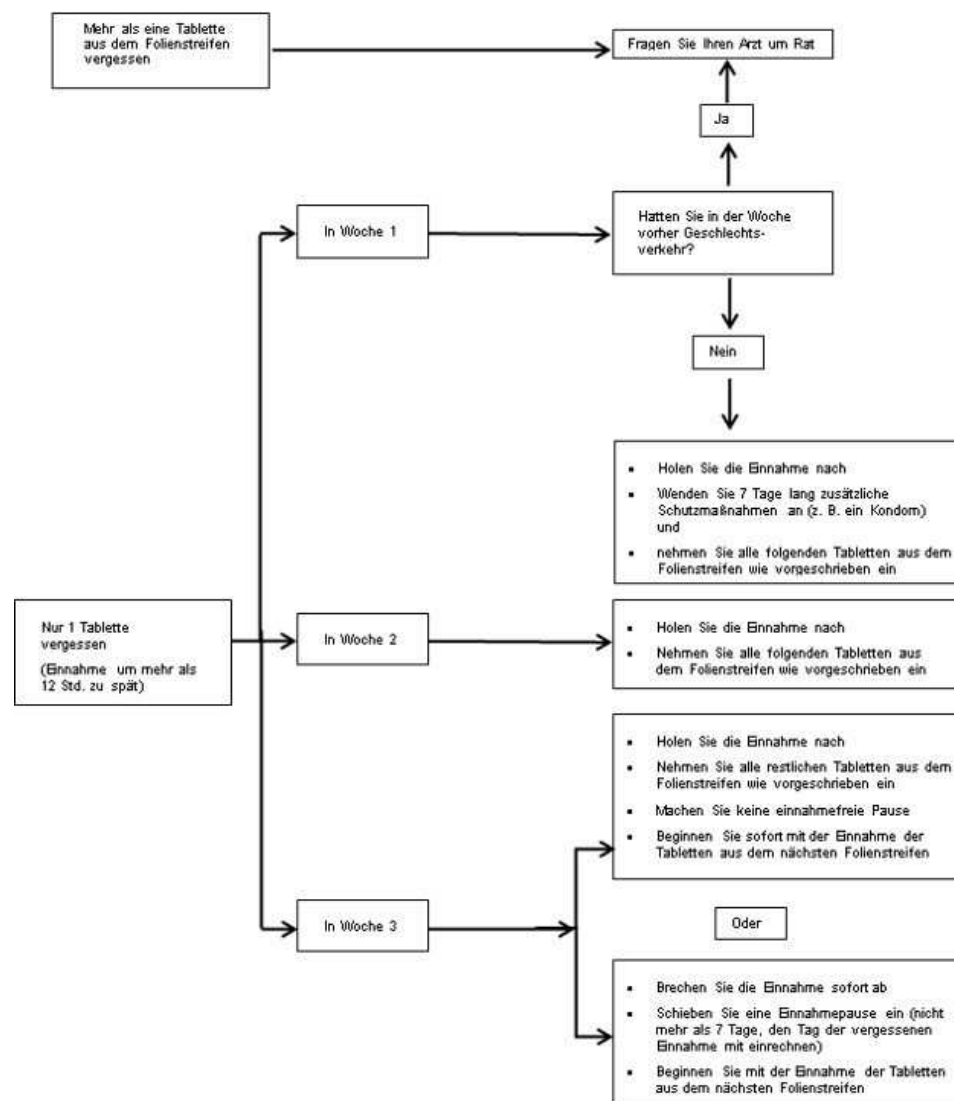 Mehr als eine Tablette
aus dem Folienstreifen
vergessen
Fragen Sie Ihren Arzt um Rat
Ja
In Woche 1
Hatten Sie in der Woche
vorher Geschlechts-
verkehr?
Nein
▪ Holen Sie die Einnahme nach
▪ Wenden Sie 7 Tage lang zusätzliche
Schutzmaßnahmen an (z. B. ein Kondom)
und
▪ nehmen Sie alle folgenden Tabletten aus dem
Folienstreifen wie vorgeschrieben ein
Nur 1 Tablette
vergessen
(Einnahme um mehr als
12 Std. zu spät)
In Woche 2
▪ Holen Sie die Einnahme nach
▪ Nehmen Sie alle folgenden Tabletten aus
dem Folienstreifen wie vorgeschrieben ein
▪ Holen Sie die Einnahme nach
▪ Nehmen Sie alle restlichen Tabletten aus dem
Folienstreifen wie vorgeschrieben ein
▪ Machen Sie keine einnahmefreie Pause
▪ Beginnen Sie sofort mit der Einnahme der
Tabletten aus dem nächsten Folienstreifen
In Woche 3
Oder
▪ Brechen Sie die Einnahme sofort ab
▪ Schieben Sie eine Einnahmepause ein (nicht
mehr als 7 Tage, den Tag der vergessenen
Einnahme mit einrechnen)
▪ Beginnen Sie mit der Einnahme der Tabletten
aus dem nächsten Folienstreifen